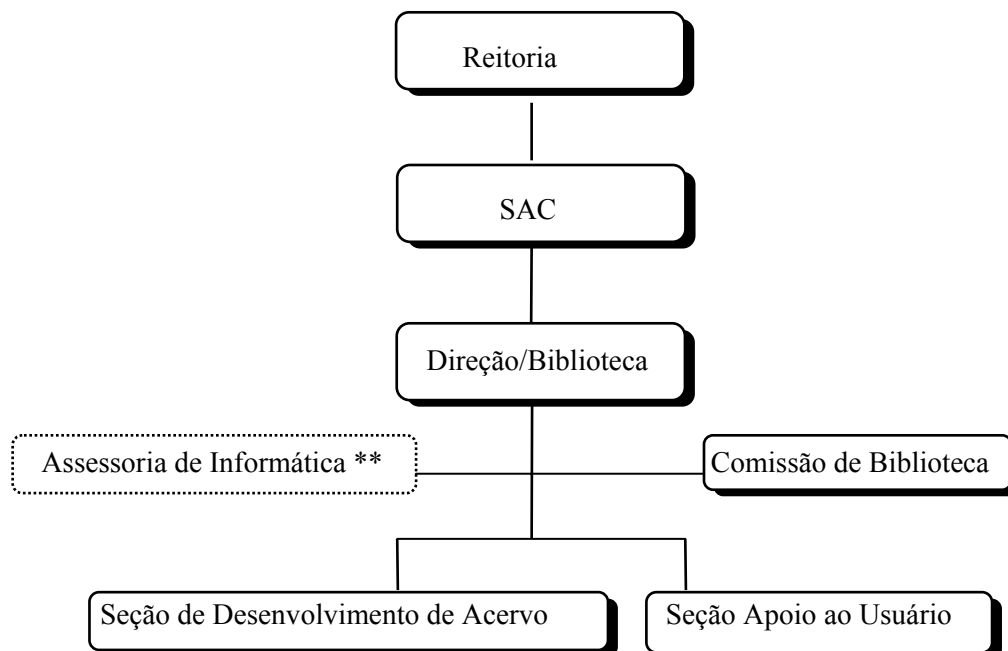 Reitoria
SAC
Direção/Biblioteca
Assessoria de Informática **
Comissão de Biblioteca
Seção de Desenvolvimento de Acervo
Seção Apoio ao Usuário